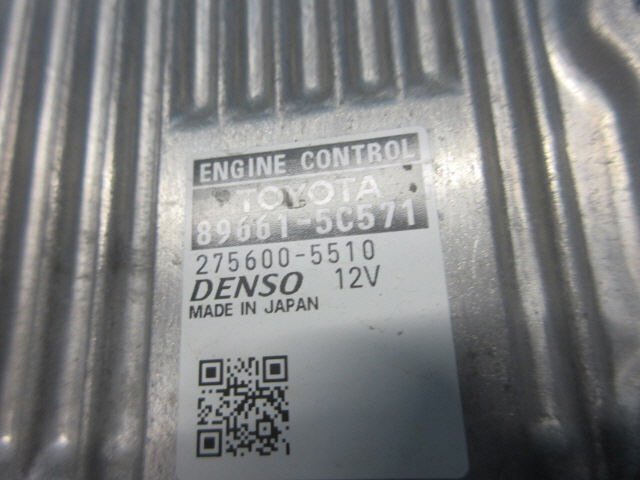 ENGINE CONTROL
TOYOTA
89661-5C571
275600-5510
DENSO 12V
MADE IN JAPAN